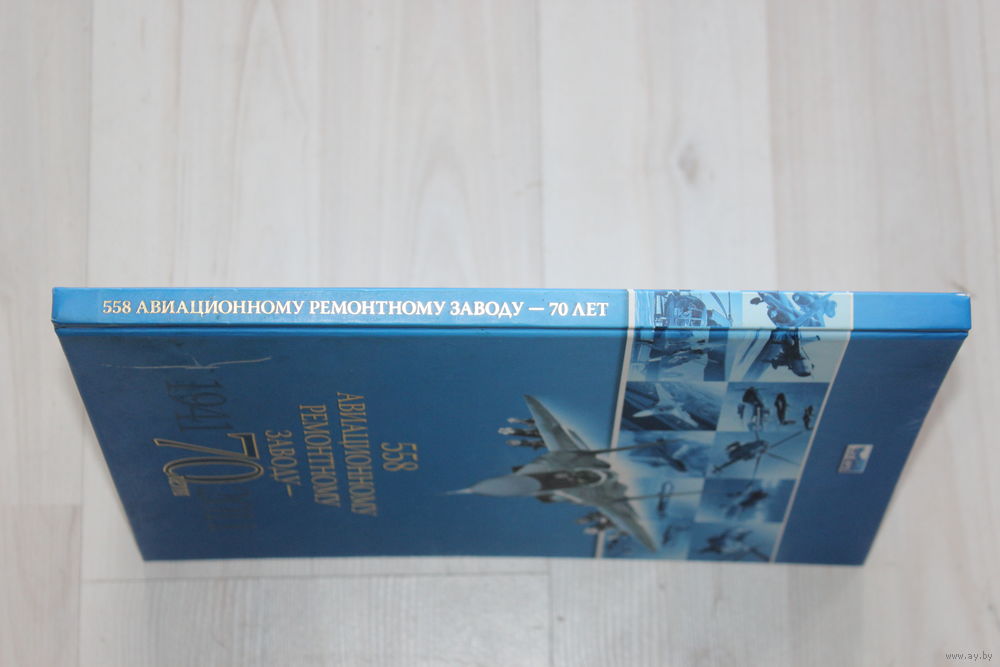 558 АВИАЦИОННОМУ РЕМОНТНОМУ ЗАВОДУ — 70 ЛЕТ
558
АВИАЦИОННОМУ
РЕМОНТНОМУ
ЗАВОДУ —
70
1941
www.ay.by